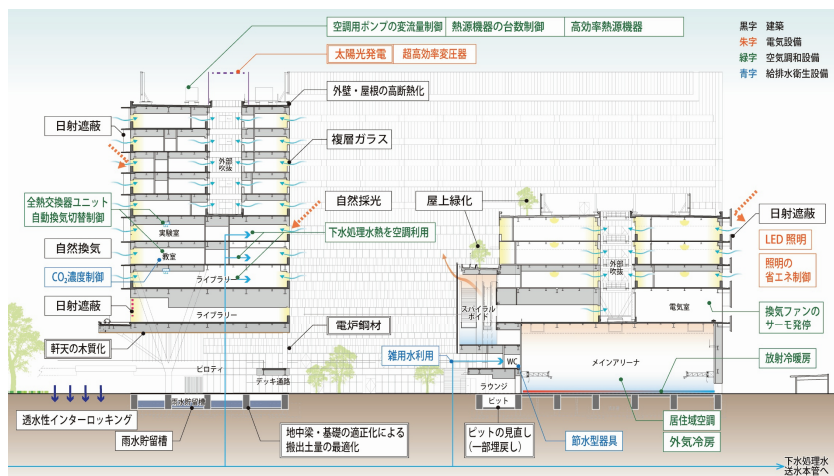 空調用ポンプの変流量制御 熱源機器の台数制御 高効率熱源機器
太陽光発電 超高効率変圧器
黒字 建築
朱字 電気設備
緑字 空気調和設備
青字 給排水衛生設備
外壁・屋根の高断熱化
日射遮蔽
複層ガラス
外部
吹抜
自然採光
屋上緑化
全熱交換器ユニット
自動換気切替制御
実験室
下水処理水熱を空調利用
自然換気
教室
CO₂濃度制御
ライブラリー
日射遮蔽
ライブラリー
電炉鋼材
軒天の木質化
ピロティ
デッキ通路
雑用水利用
スパイラル
ボイド
外部
吹抜
日射遮蔽
LED 照明
照明の
省エネ制御
電気室
換気ファンの
サーモ発停
WC
メインアリーナ
放射冷暖房
ラウンジ
ピット
居住域空調
外気冷房
透水性インターロッキング
雨水貯留槽
雨水貯留槽
地中梁・基礎の適正化による
搬出土量の最適化
ピットの見直し
(一部埋戻し)
節水型器具
下水処理水
送水本管へ